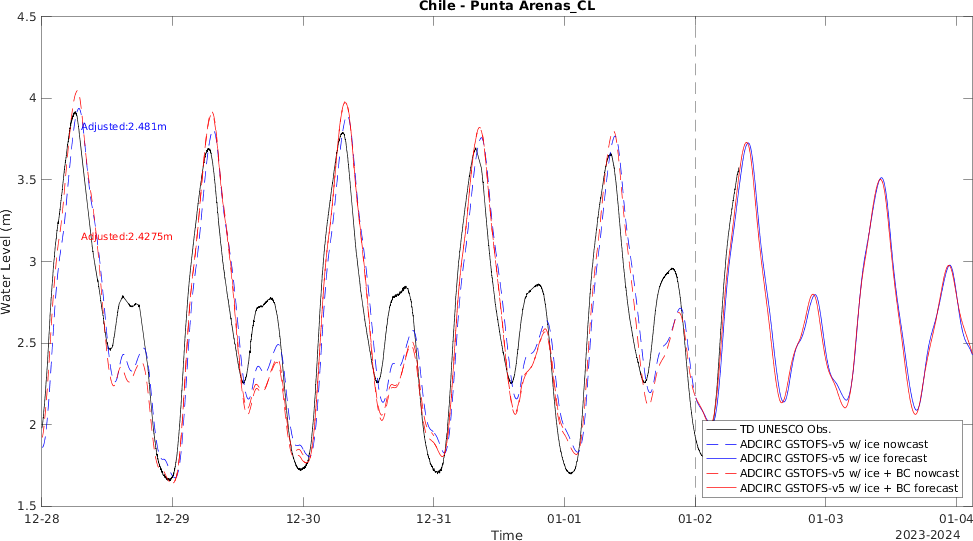 Chile - Punta Arenas_CL
4.5
4
3.5
3
2.5
2
1.5
Water Level (m)
Adjusted:2.481m
Adjusted:2.4275m
TD UNESCO Obs.
ADCIRC GSTOFS-v5 w/ ice nowcast
ADCIRC GSTOFS-v5 w/ ice forecast
ADCIRC GSTOFS-v5 w/ ice + BC nowcast
ADCIRC GSTOFS-v5 w/ ice + BC forecast
12-28 12-29 12-30 12-31 01-01 01-02 01-03 01-04
Time
2023-2024